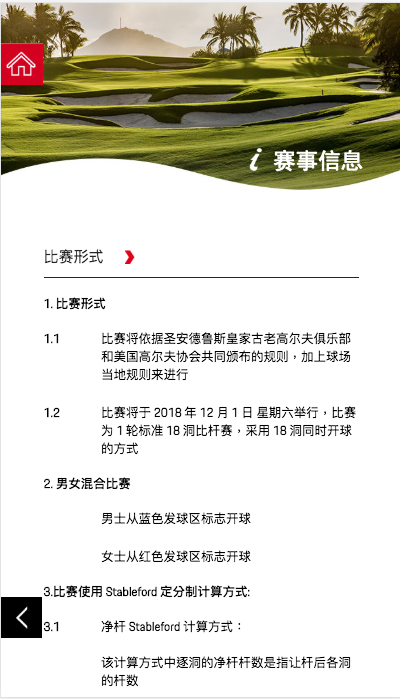 i 赛事信息
比赛形式
1. 比赛形式
1.1 比赛将依据圣安德鲁斯皇家古老高尔夫俱乐部
和美国高尔夫协会共同颁布的规则，加上球场
当地规则来进行
1.2 比赛将于 2018 年 12 月 1 日 星期六举行，比赛
为 1 轮标准 18 洞比杆赛，采用 18 洞同时开球
的方式
2. 男女混合比赛
男士从蓝色发球区标志开球
女士从红色发球区标志开球
3.比赛使用 Stableford 定分制计算方式:
3.1 净杆 Stableford 计算方式：
该计算方式中逐洞的净杆杆数是指让杆后各洞
的杆数